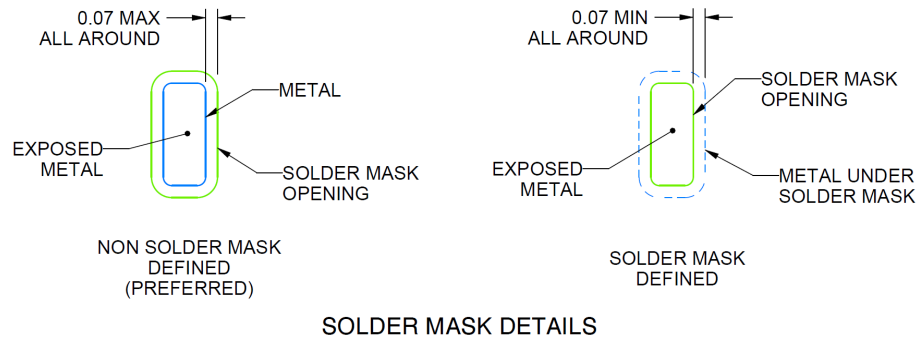 0.07 MAX
ALL AROUND
METAL
EXPOSED
METAL
SOLDER MASK
OPENING
NON SOLDER MASK
DEFINED
(PREFERRED)
0.07 MIN
ALL AROUND
SOLDER MASK
OPENING
EXPOSED
METAL
METAL UNDER
SOLDER MASK
SOLDER MASK
DEFINED
SOLDER MASK DETAILS